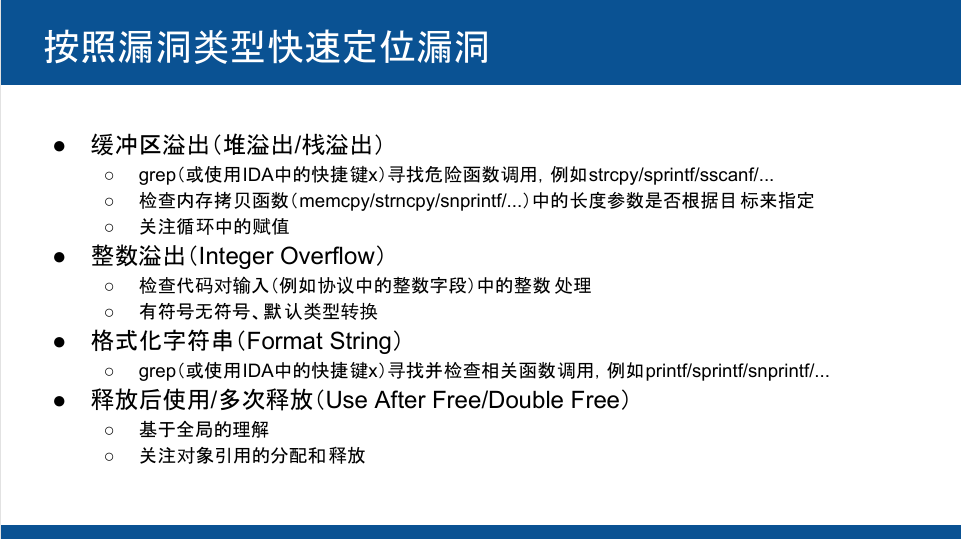 按照漏洞类型快速定位漏洞
● 缓冲区溢出（堆溢出/栈溢出）
○ grep（或使用IDA中的快捷键x）寻找危险函数调用，例如strcpy/sprintf/sscanf/...
○ 检查内存拷贝函数（memcpy/strncpy/snprintf/...）中的长度参数是否根据目标来指定
○ 关注循环中的赋值
● 整数溢出（Integer Overflow）
○ 检查代码对输入（例如协议中的整数字段）中的整数处理
○ 有符号无符号、默认类型转换
● 格式化字符串（Format String）
○ grep（或使用IDA中的快捷键x）寻找并检查相关函数调用，例如printf/sprintf/snprintf/...
● 释放后使用/多次释放（Use After Free/Double Free）
○ 基于全局的理解
○ 关注对象引用的分配和释放